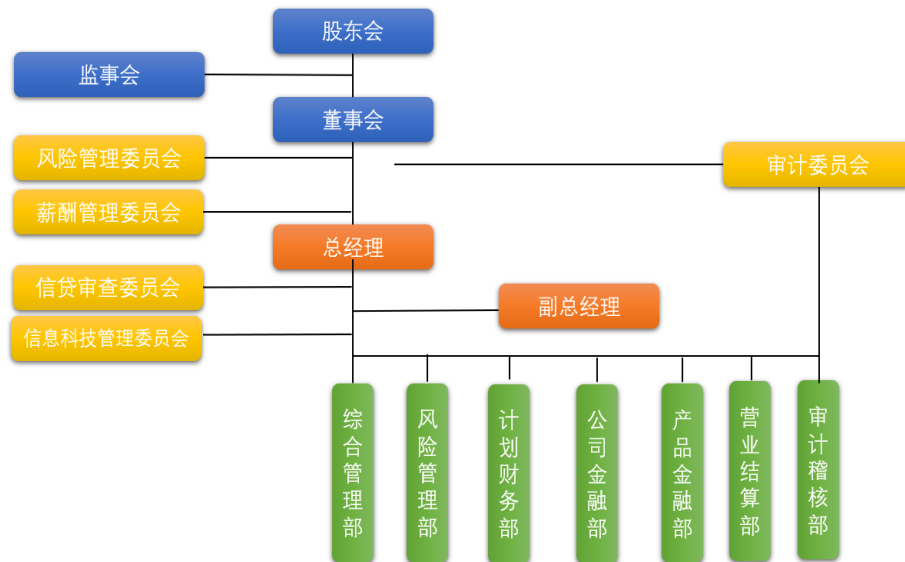 股东会
监事会
董事会
风险管理委员会
审计委员会
薪酬管理委员会
总经理
信贷审查委员会
副总经理
信息科技管理委员会
综合管理部
风险管理部
计划财务部
公司金融部
产品金融部
营业结算部
审计稽核部